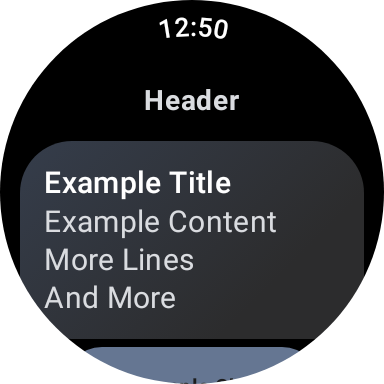 12:50
Header
Example Title
Example Content
More Lines
And More